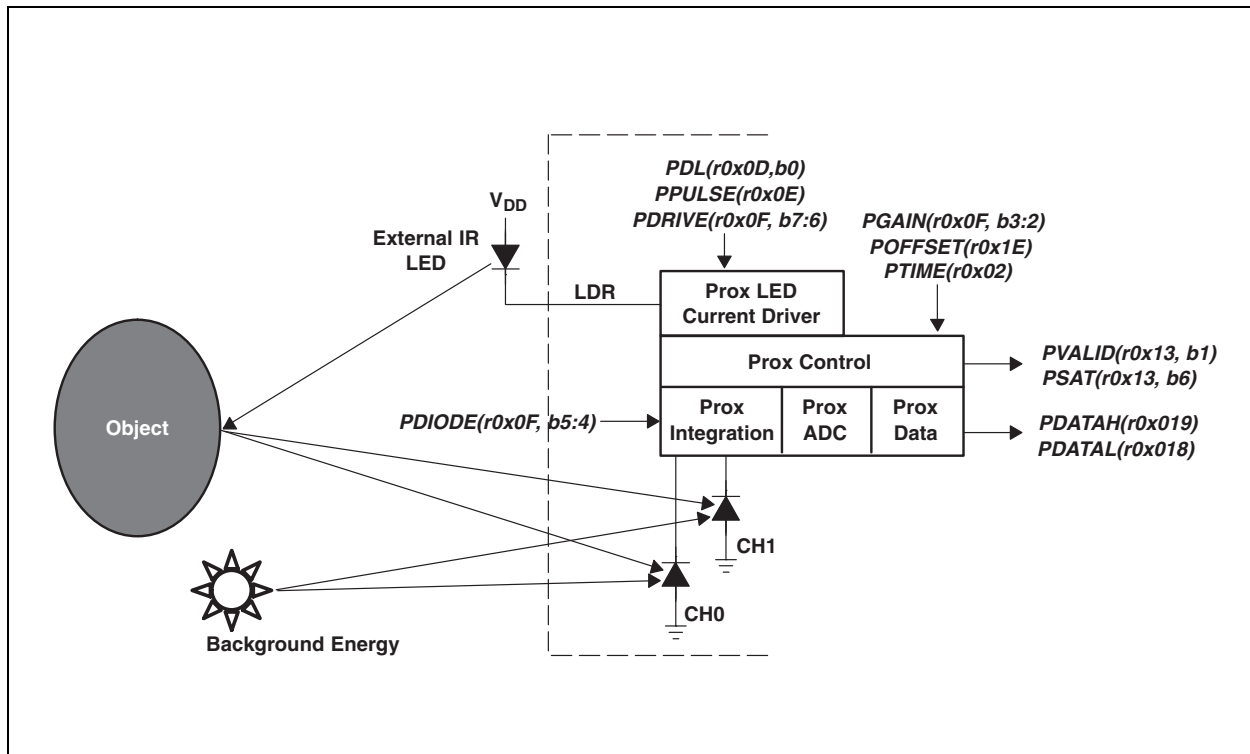 PDL(r0x0D,b0)
PPULSE(r0x0E)
PDRIVE(r0x0F, b7:6)
VDD
External IR
LED
PGAIN(r0x0F, b3:2)
POFFSET(r0x1E)
PTIME(r0x02)
LDR
Prox LED
Current Driver
Prox Control
PVALID(r0x13, b1)
PSAT(r0x13, b6)
Object
PDIODE(r0x0F, b5:4)
Prox
Integration
Prox
ADC
Prox
Data
PDATAH(r0x019)
PDATAL(r0x018)
CH1
CH0
Background Energy